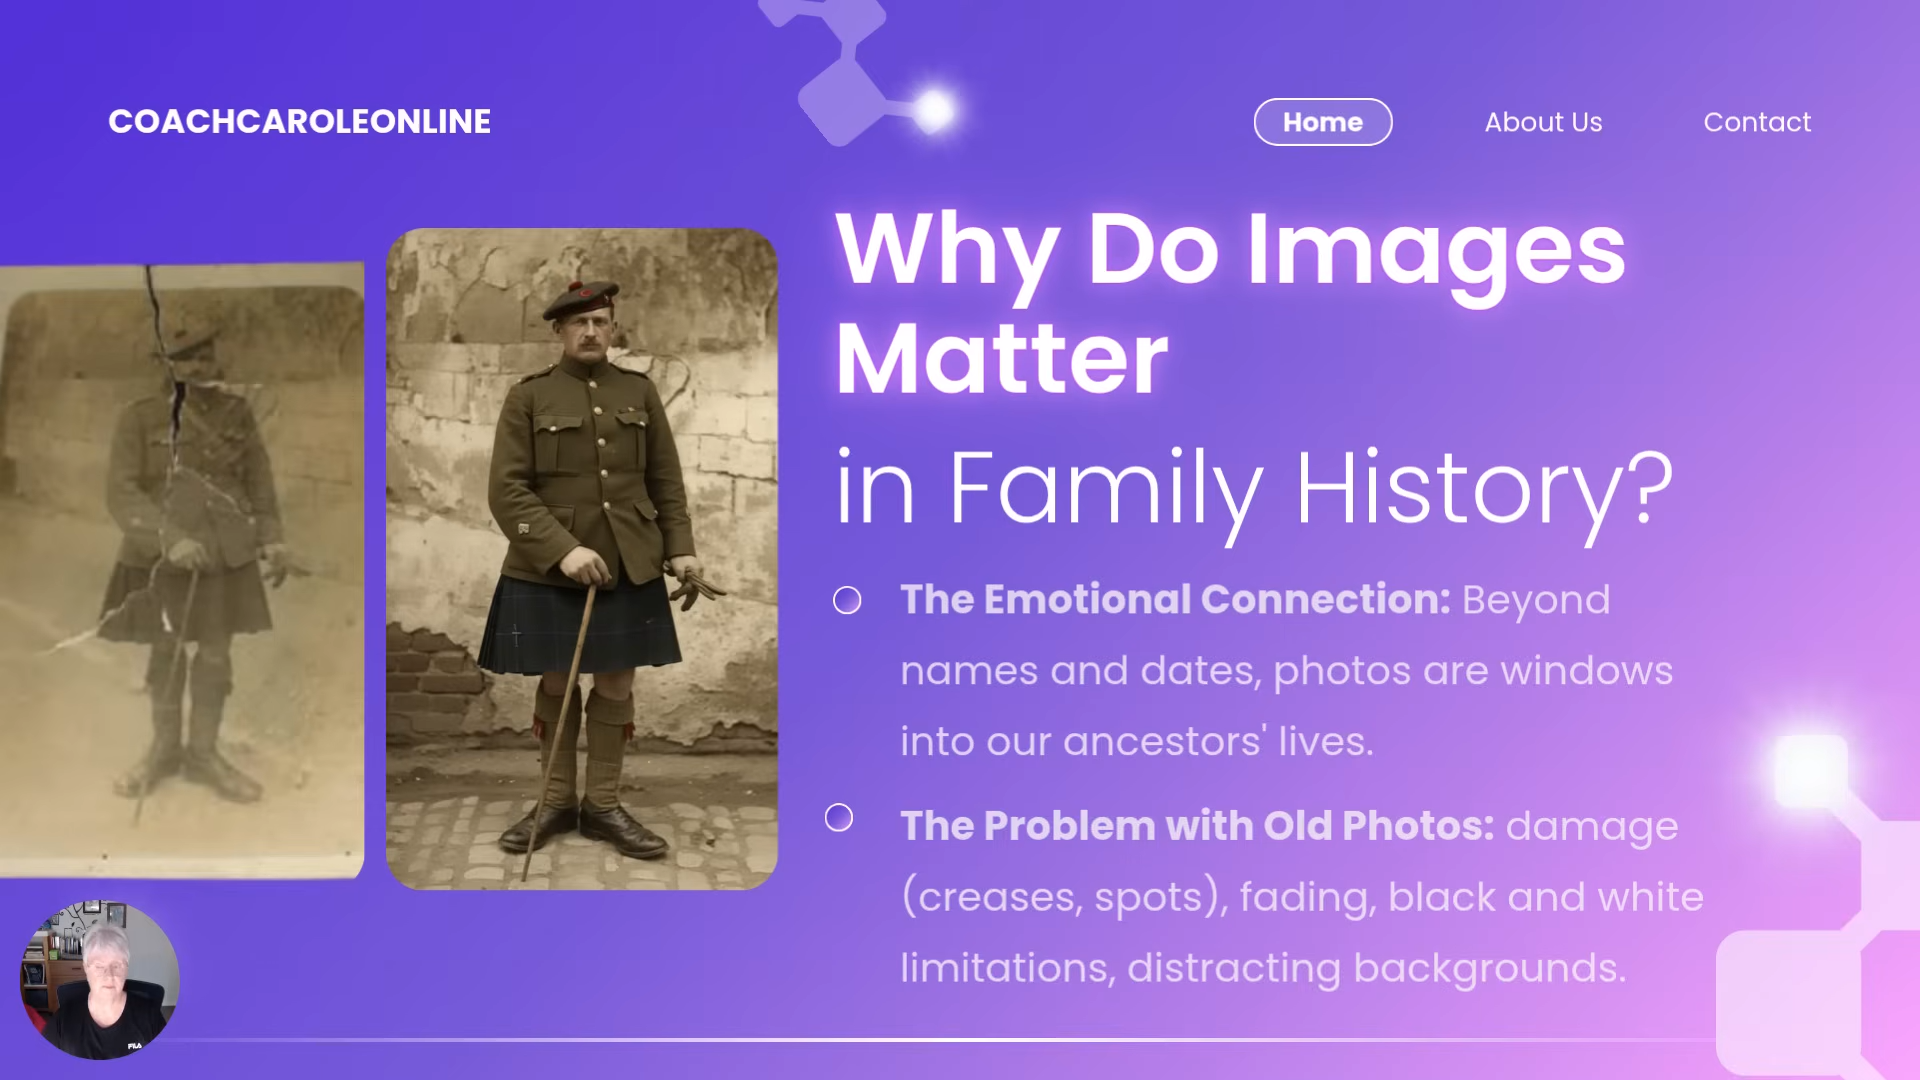 COACHCAROLEONLINE
Home
About Us
Contact
Why Do Images
Matter
in Family History?
The Emotional Connection: Beyond
names and dates, photos are windows
into our ancestors' lives.
The Problem with Old Photos: damage
(creases, spots), fading, black and white
limitations, distracting backgrounds.
FILA